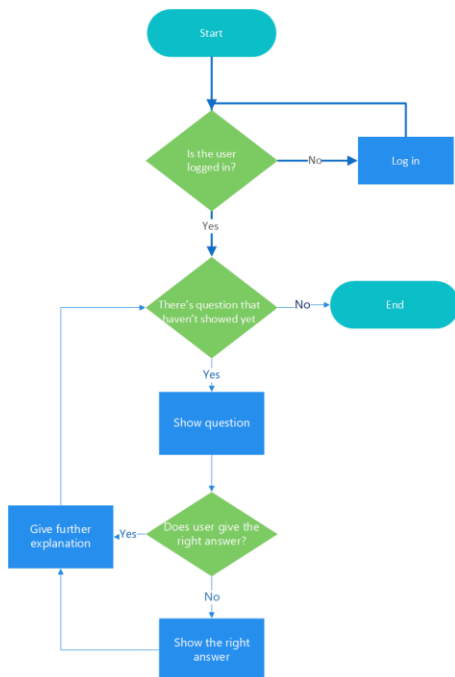 Start
Is the user
logged in?
No
Log in
Yes
There's question that
haven't showed yet
No
End
Yes
Show question
Does user give the
right answer?
Yes
Give further
explanation
No
Show the right
answer